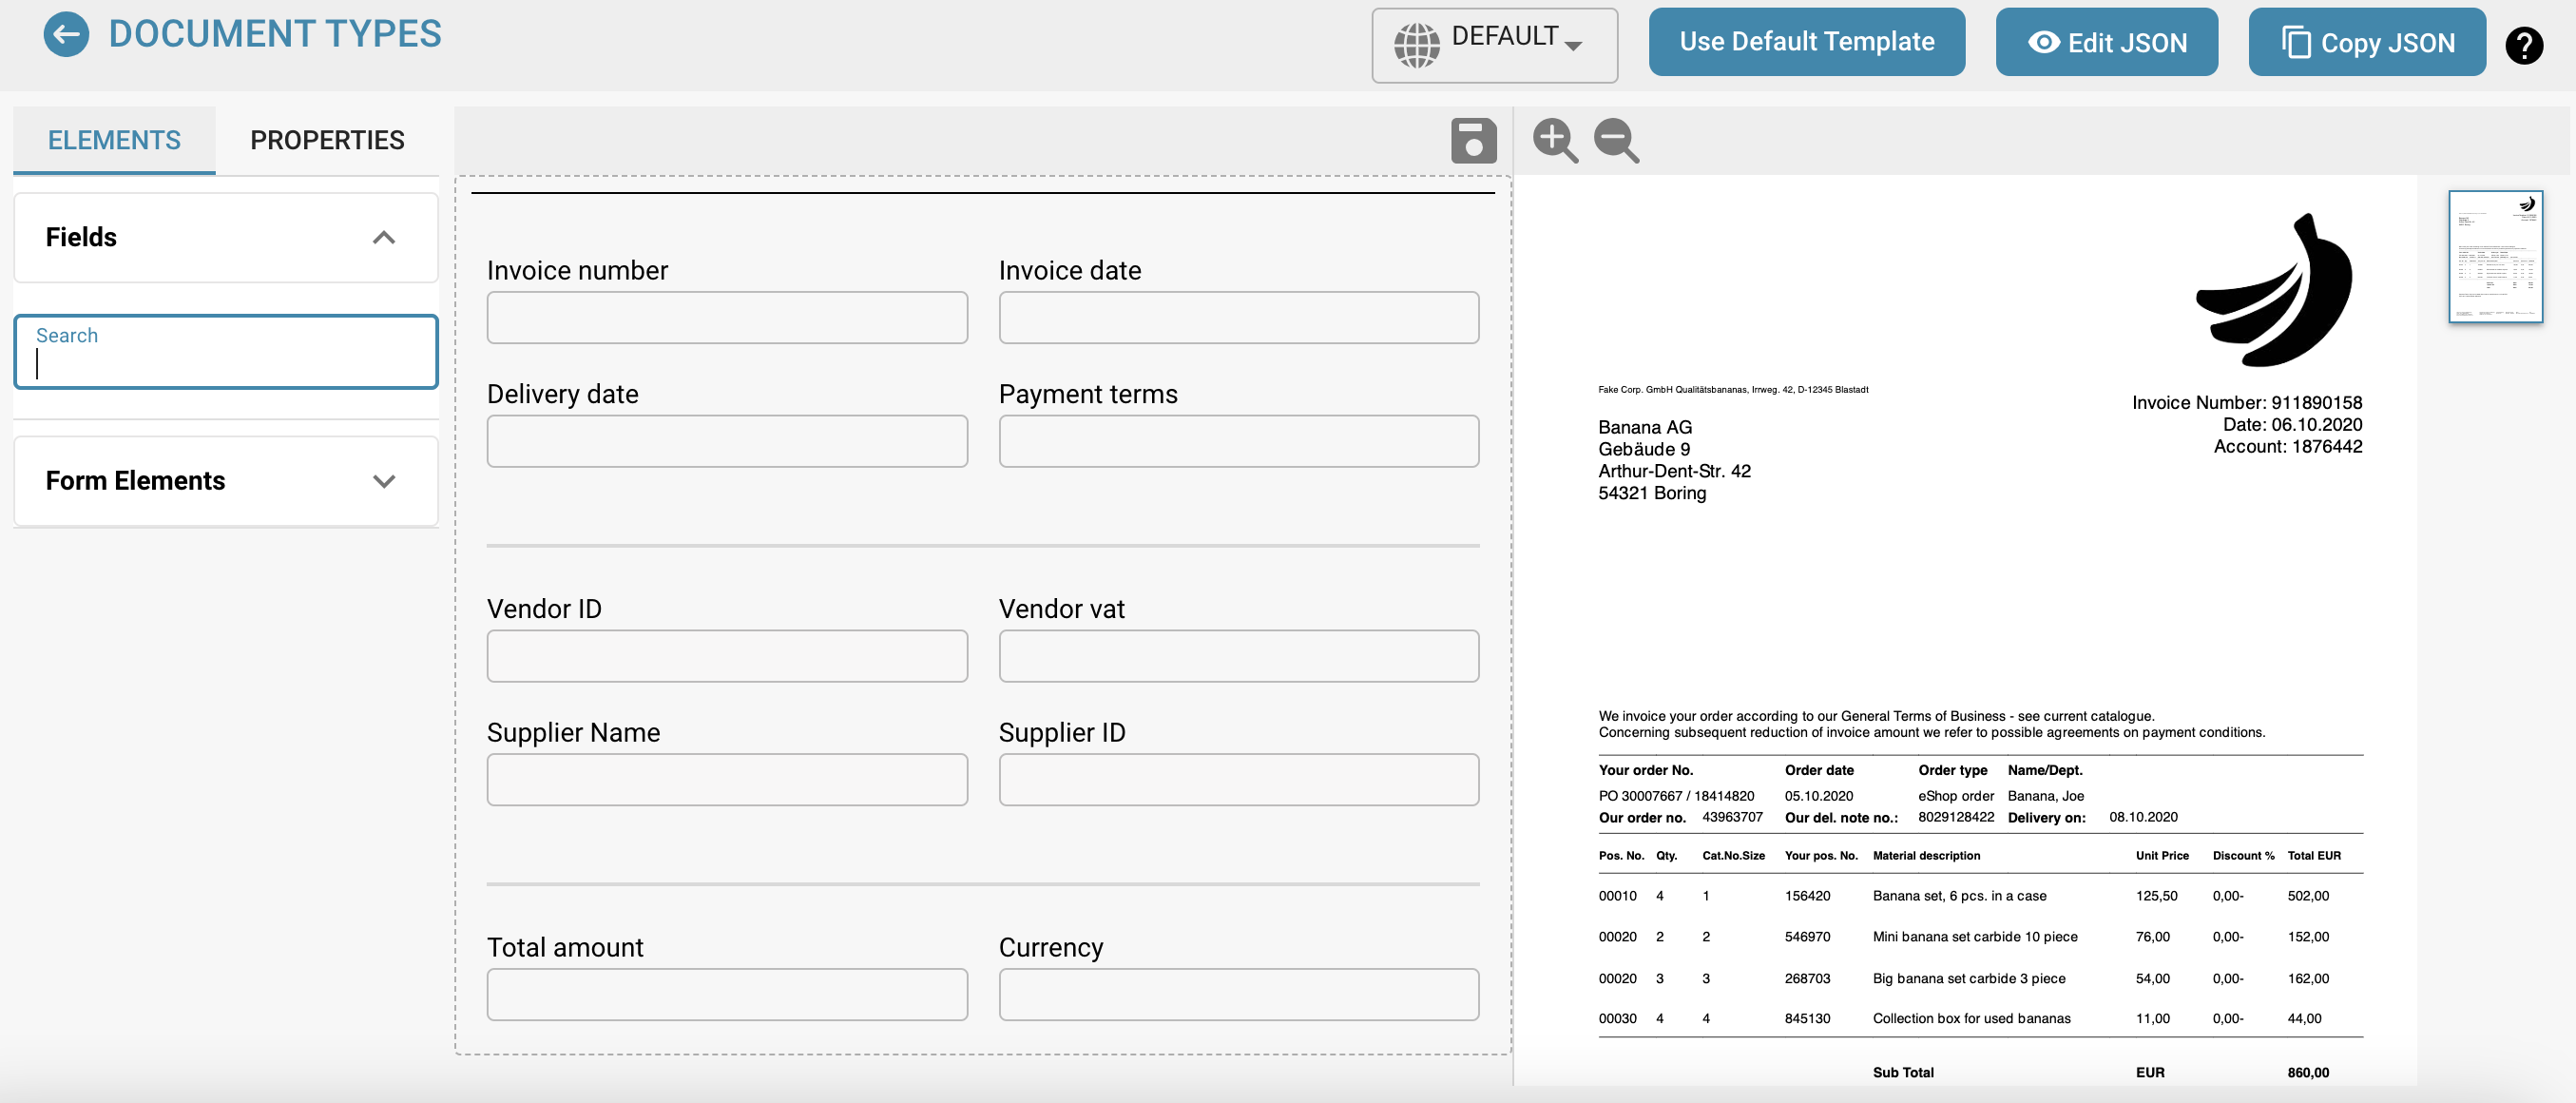 DOCUMENT TYPES
DEFAULT
Use Default Template
Edit JSON
Copy JSON
?
ELEMENTS
PROPERTIES
Fields
Search
Form Elements
Invoice number
Invoice date
Delivery date
Payment terms
Vendor ID
Vendor vat
Supplier Name
Supplier ID
Total amount
Currency
Fake Corp. GmbH Qualitätsbananas, Irrweg. 42, D-12345 Blastadt
Banana AG
Gebäude 9
Arthur-Dent-Str. 42
54321 Boring
Invoice Number: 911890158
Date: 06.10.2020
Account: 1876442
We invoice your order according to our General Terms of Business - see current catalogue.
Concerning subsequent reduction of invoice amount we refer to possible agreements on payment conditions.
Your order No. Order date Order type Name/Dept.
PO 30007667 / 18414820 05.10.2020 eShop order Banana, Joe
Our order no. 43963707 Our del. note no.: 8029128422 Delivery on: 08.10.2020
Pos. No. Qty. Cat.No.Size Your pos. No. Material description Unit Price Discount % Total EUR
00010 4 1 156420 Banana set, 6 pcs. in a case 125,50 0,00- 502,00
00020 2 2 546970 Mini banana set carbide 10 piece 76,00 0,00- 152,00
00020 3 3 268703 Big banana set carbide 3 piece 54,00 0,00- 162,00
00030 4 4 845130 Collection box for used bananas 11,00 0,00- 44,00
Sub Total EUR 860,00